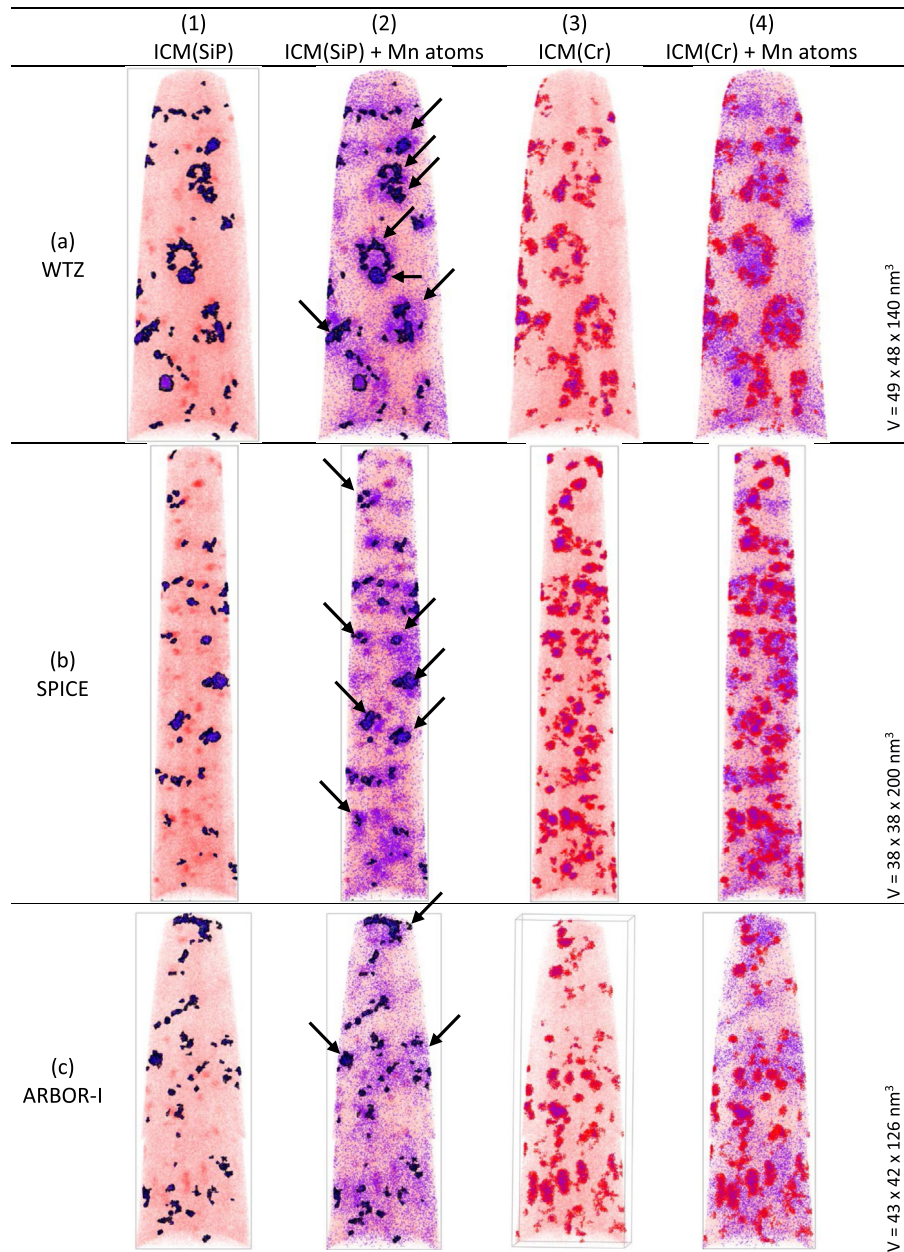 (1)
ICM(SiP)
(2)
ICM(SiP) + Mn atoms
(3)
ICM(Cr)
(4)
ICM(Cr) + Mn atoms
(a)
WTZ
V = 49 x 48 x 140 nm³
(b)
SPICE
V = 38 x 38 x 200 nm³
(c)
ARBOR-I
V = 43 x 42 x 126 nm³